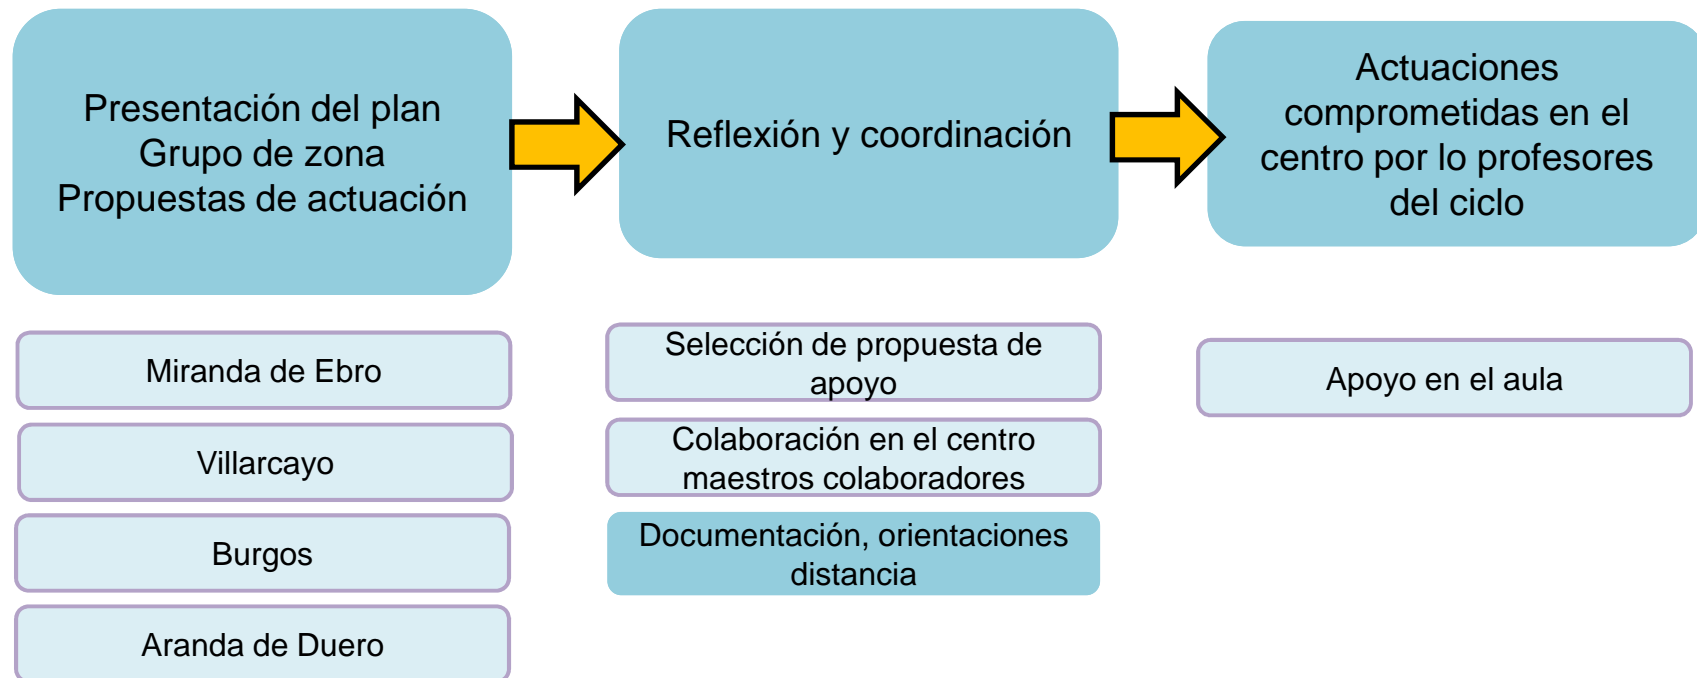 Presentación del plan
Grupo de zona
Propuestas de actuación
Reflexión y coordinación
Actuaciones
comprometidas en el
centro por lo profesores
del ciclo
Miranda de Ebro
Villarcayo
Burgos
Aranda de Duero
Selección de propuesta de
apoyo
Colaboración en el centro
maestros colaboradores
Documentación, orientaciones
distancia
Apoyo en el aula